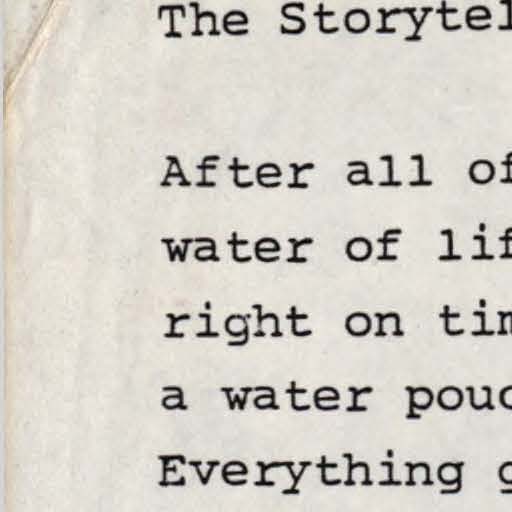 The Storytel
After all of
water of lif
right on tim
a water pouc
Everything g